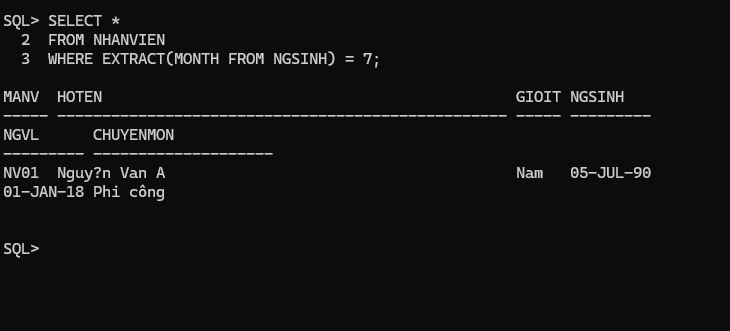 SQL> SELECT *
  2  FROM NHANVIEN
  3  WHERE EXTRACT(MONTH FROM NGSINH) = 7;
MANV  HOTEN                                              GIOIT NGSINH
----- -------------------------------------------------- ----- ---------
NGVL      CHUYENMON
--------- --------------------
NV01  Nguy?n Van A                                       Nam   05-JUL-90
01-JAN-18 Phi công
SQL>